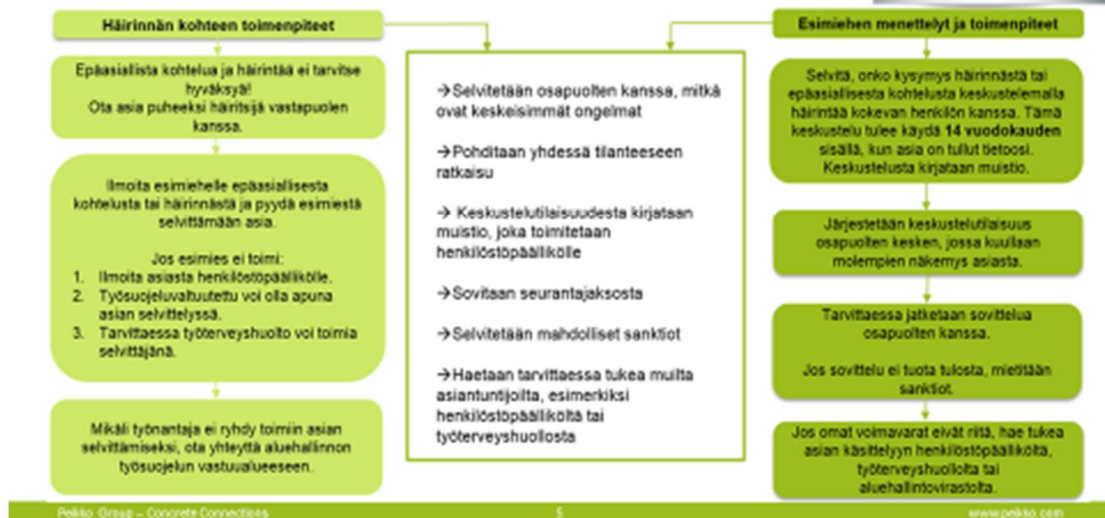 Häirinnän kohteen toimenpiteet
Epäasiallista kohtelua ja häirintää ei tarvitse
hyväksyä!
Ota asia puheeksi häiritsijä vastapuolen
kanssa.
Ilmoita esimiehelle epäasiallisesta
kohtelusta tai häirinnästä ja pyydä esimiestä
selvittämään asia.
Jos esimies ei toimi:
1. Ilmoita asiasta henkilöstöpäällikölle.
2. Työsuojeluvaltuutettu voi olla apuna
asian selvittelyssä.
3. Tarvittaessa työterveyshuolto voi toimia
selvittäjänä.
Mikäli työnantaja ei ryhdy toimiin asian
selvittämiseksi, ota yhteyttä aluehallinnon
työsuojelun vastuualueeseen.
→Selvitetään osapuolten kanssa, mitkä
ovat keskeisimmät ongelmat
→Pohditaan yhdessä tilanteeseen
ratkaisu
→ Keskustelutilaisuudesta kirjataan
muistio, joka toimitetaan
henkilöstöpäällikölle
→Sovitaan seurantajaksosta
→Selvitetään mahdolliset sanktiot
→Haetaan tarvittaessa tukea muilta
asiantuntijoilta, esimerkiksi
henkilöstöpäälliköltä tai
työterveyshuollosta
Esimiehen menettelyt ja toimenpiteet
Selvitä, onko kysymys häirinnästä tai
epäasiallisesta kohtelusta keskustelemalla
häirintää kokevan henkilön kanssa. Tämä
keskustelu tulee käydä 14 vuodokauden
sisällä, kun asia on tullut tietoosi.
Keskustelusta kirjataan muistio.
Järjestetään keskustelutilaisuus
osapuolten kesken, jossa kuullaan
molempien näkemys asiasta.
Tarvittaessa jatketaan sovittelua
osapuolten kanssa.
Jos sovittelu ei tuota tulosta, mietitään
sanktiot.
Jos omat voimavarat eivät riitä, hae tukea
asian käsittelyyn henkilöstöpäälliköltä,
työterveyshuollolta tai
aluehallintovirastolta.
Peikko Group – Concrete Connections
5
www.peikko.com